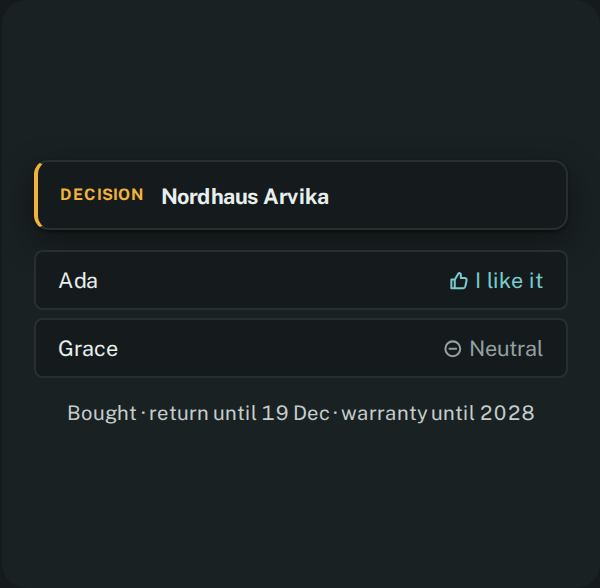 DECISION Nordhaus Arvika
Ada I like it
Grace Neutral
Bought · return until 19 Dec · warranty until 2028